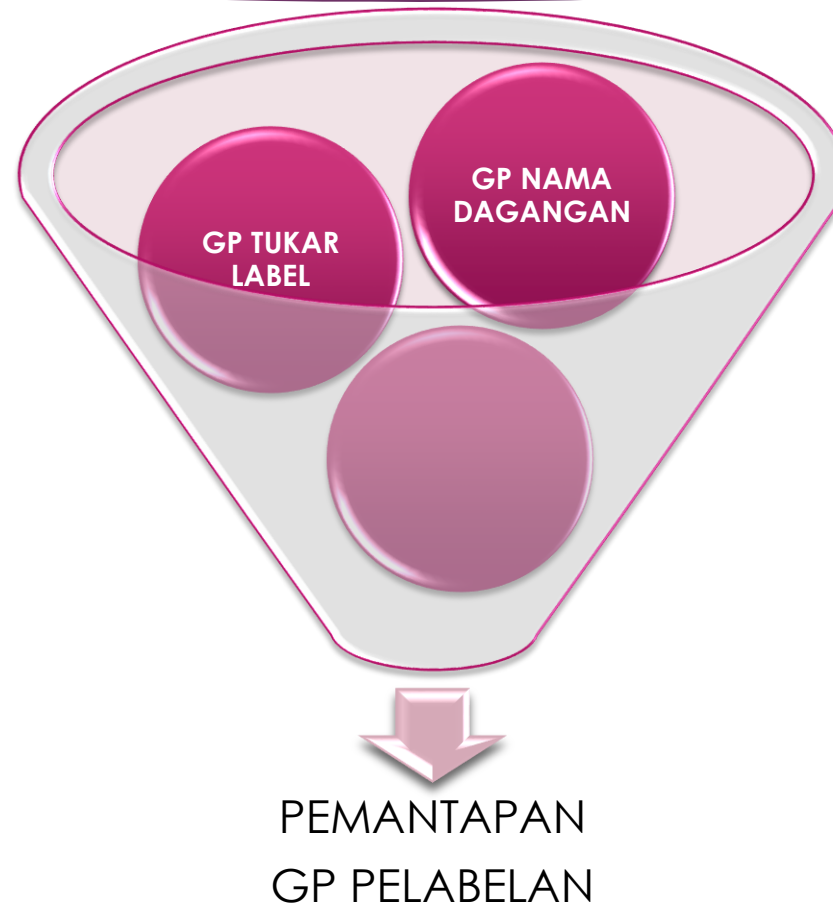 GP NAMA
DAGANGAN
GP TUKAR
LABEL
PEMANTAPAN
GP PELABELAN